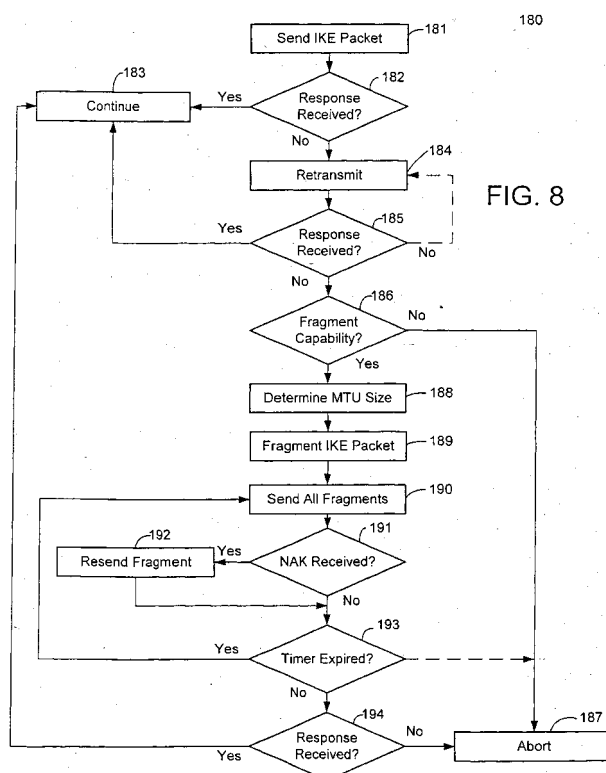 180
Send IKE Packet
181
183
Continue
Yes
Response
Received?
182
No
Retransmit
184
FIG. 8
Yes
Response
Received?
185
No
No
Fragment
Capability?
186
No
Yes
Determine MTU Size
188
Fragment IKE Packet
189
Send All Fragments
190
192
Resend Fragment
Yes
NAK Received?
191
No
Yes
Timer Expired?
193
No
Yes
Response
Received?
194
No
187
Abort